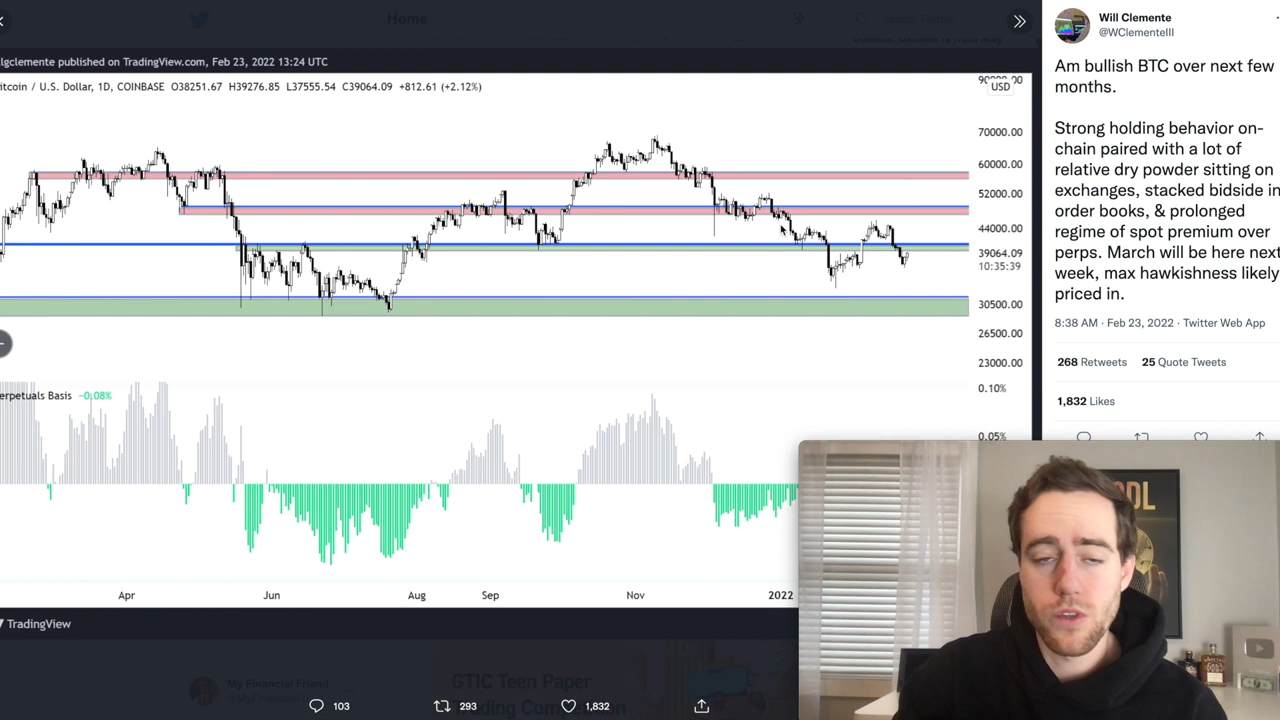 Home
lgclemente published on TradingView.com, Feb 23, 2022 13:24 UTC
itcoin / U.S. Dollar, 1D, COINBASE O38251.67 H39276.85 L37555.54 C39064.09 +812.61 (+2.12%)
USD
70000.00
60000.00
52000.00
44000.00
39064.09
10:35:39
30500.00
26500.00
23000.00
erpetuals Basis −0.08%
0.10%
0.05%
Apr
Jun
Aug
Sep
Nov
2022
TradingView
My Financial Friend
GTIC Teen Paper
103
293
1,832
Will Clemente
@WClementeIII
Am bullish BTC over next few
months.
Strong holding behavior on-
chain paired with a lot of
relative dry powder sitting on
exchanges, stacked bidside in
order books, & prolonged
regime of spot premium over
perps. March will be here next
week, max hawkishness likely
priced in.
8:38 AM · Feb 23, 2022 · Twitter Web App
268 Retweets 25 Quote Tweets
1,832 Likes